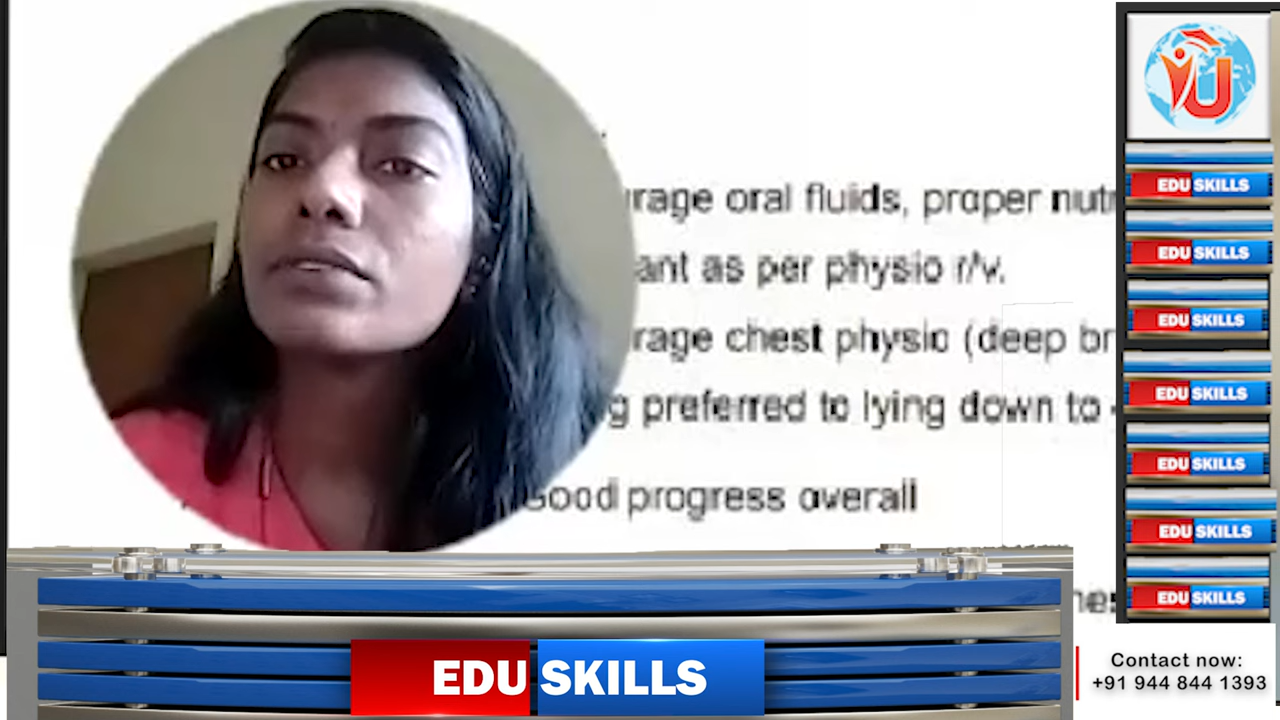 urage oral fluids, proper nutr
ant as per physio r/v.
urage chest physio (deep br
g preferred to lying down to
Good progress overall
nes
EDU SKILLS
EDU SKILLS
EDU SKILLS
EDU SKILLS
EDU SKILLS
EDU SKILLS
EDU SKILLS
EDU SKILLS
Contact now:
+91 944 844 1393